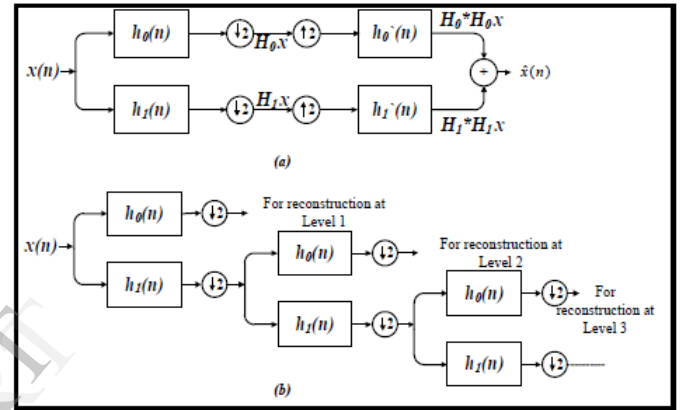 h₀(n) ↓2 H₀x ↑2 h₀`(n) H₀*H₀x
x(n) + x̂(n)
h₁(n) ↓2 H₁x ↑2 h₁`(n) H₁*H₁x
(a)
h₀(n) ↓2 For reconstruction at
Level 1
x(n)
h₁(n) ↓2 h₀(n) ↓2 For reconstruction at
Level 2
h₁(n) ↓2 h₀(n) ↓2 For
reconstruction at
Level 3
h₁(n) ↓2
(b)